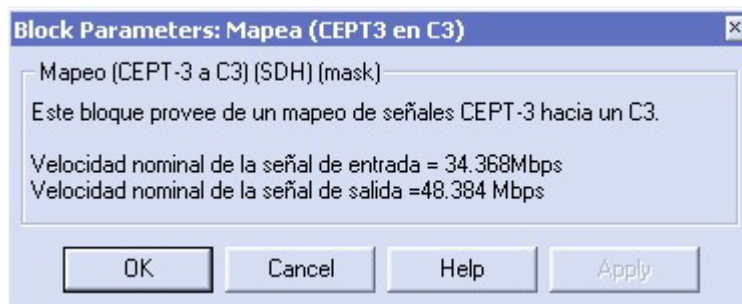 Block Parameters: Mapea (CEPT3 en C3)
Mapeo (CEPT-3 a C3) (SDH) (mask)
Este bloque provee de un mapeo de señales CEPT-3 hacia un C3.
Velocidad nominal de la señal de entrada = 34.368Mbps
Velocidad nominal de la señal de salida =48.384 Mbps
OK Cancel Help Apply